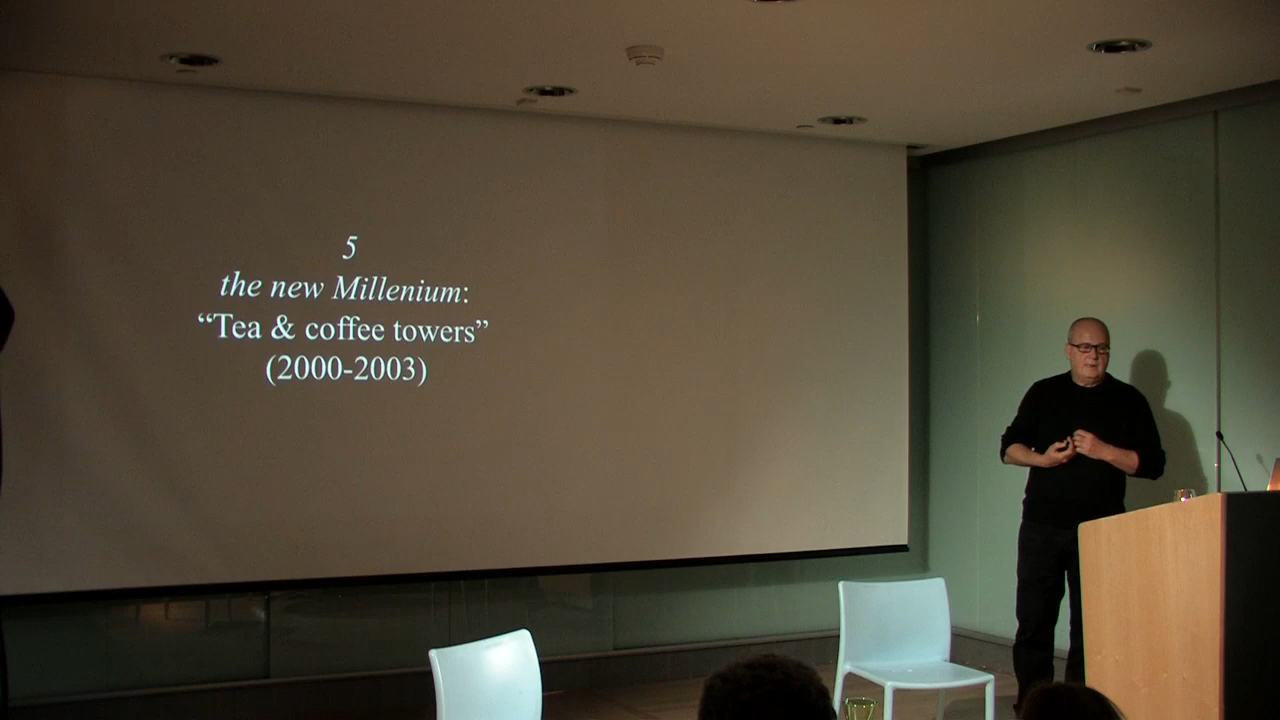 5
the new Millenium:
“Tea & coffee towers”
(2000-2003)